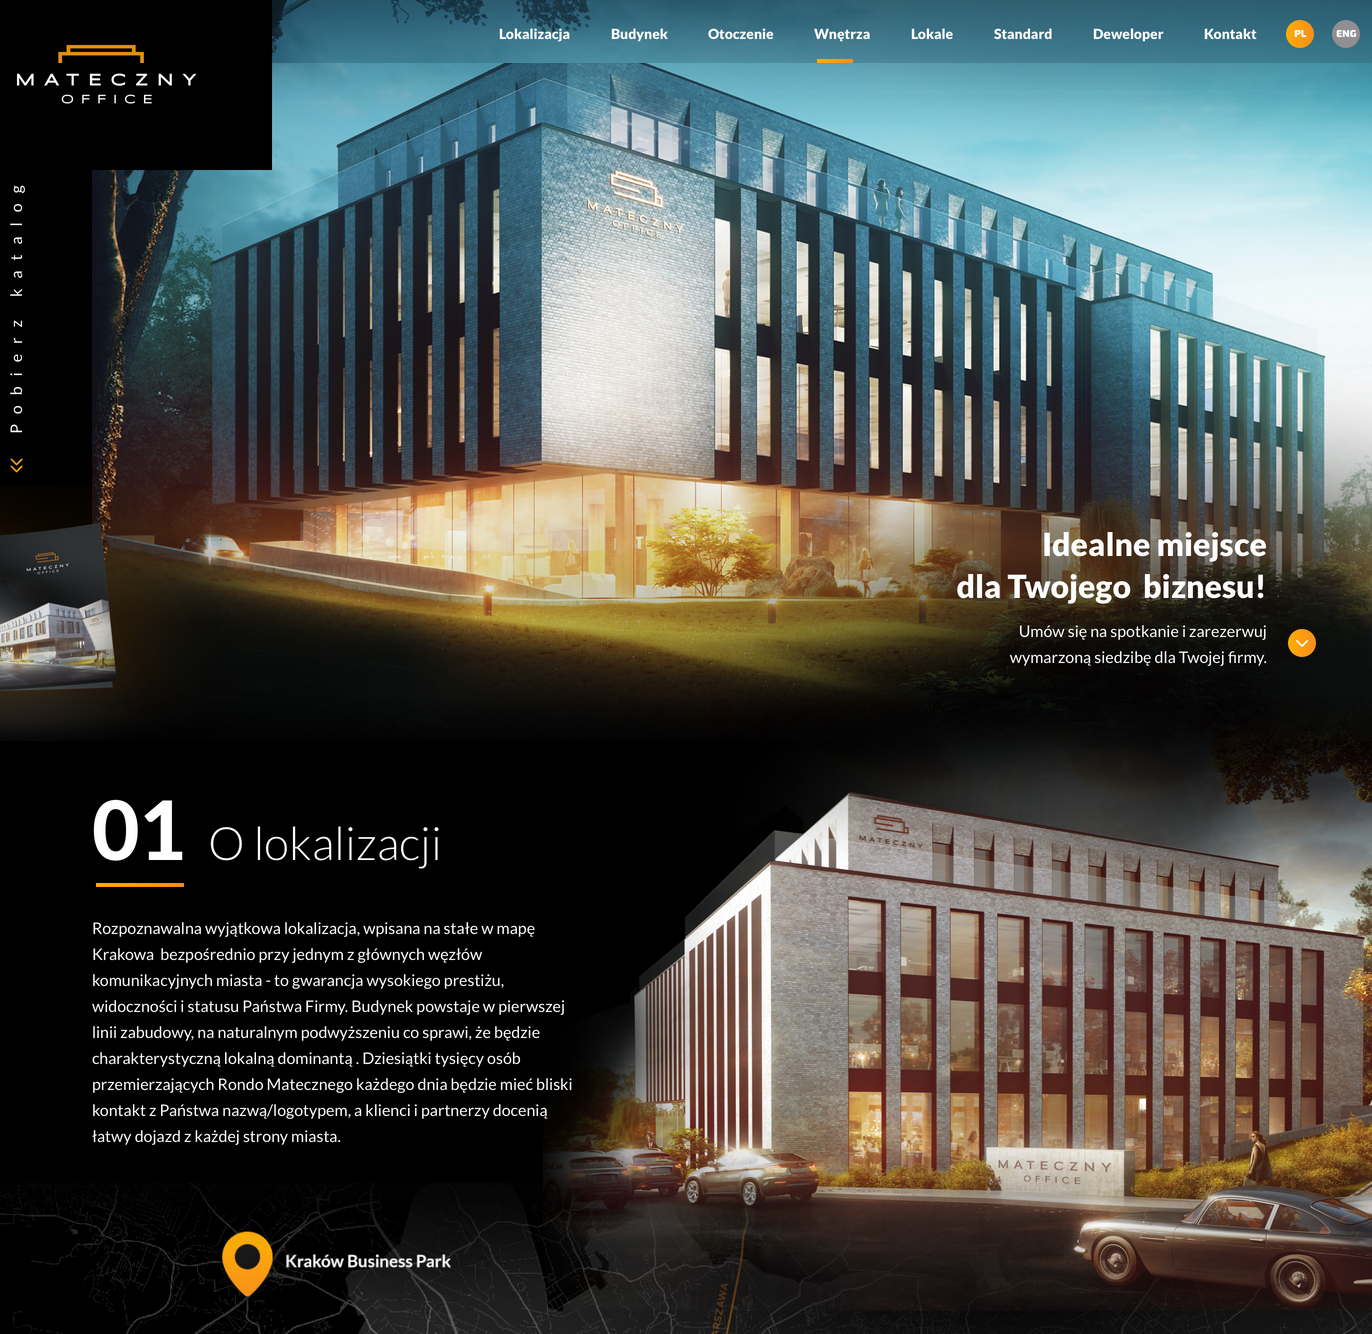 MATECZNY
OFFICE
Lokalizacja Budynek Otoczenie Wnętrza Lokale Standard Deweloper Kontakt PL ENG
Pobierz katalog
MATECZNY
OFFICE
MATECZNY
OFFICE
Idealne miejsce
dla Twojego biznesu!
Umów się na spotkanie i zarezerwuj
wymarzoną siedzibę dla Twojej firmy.
01 O lokalizacji
Rozpoznawalna wyjątkowa lokalizacja, wpisana na stałe w mapę
Krakowa bezpośrednio przy jednym z głównych węzłów
komunikacyjnych miasta - to gwarancja wysokiego prestiżu,
widoczności i statusu Państwa Firmy. Budynek powstaje w pierwszej
linii zabudowy, na naturalnym podwyższeniu co sprawi, że będzie
charakterystyczną lokalną dominantą . Dziesiątki tysięcy osób
przemierzających Rondo Matecznego każdego dnia będzie mieć bliski
kontakt z Państwa nazwą/logotypem, a klienci i partnerzy docenią
łatwy dojazd z każdej strony miasta.
MATECZNY
MATECZNY
OFFICE
Kraków Business Park
RSZAWA